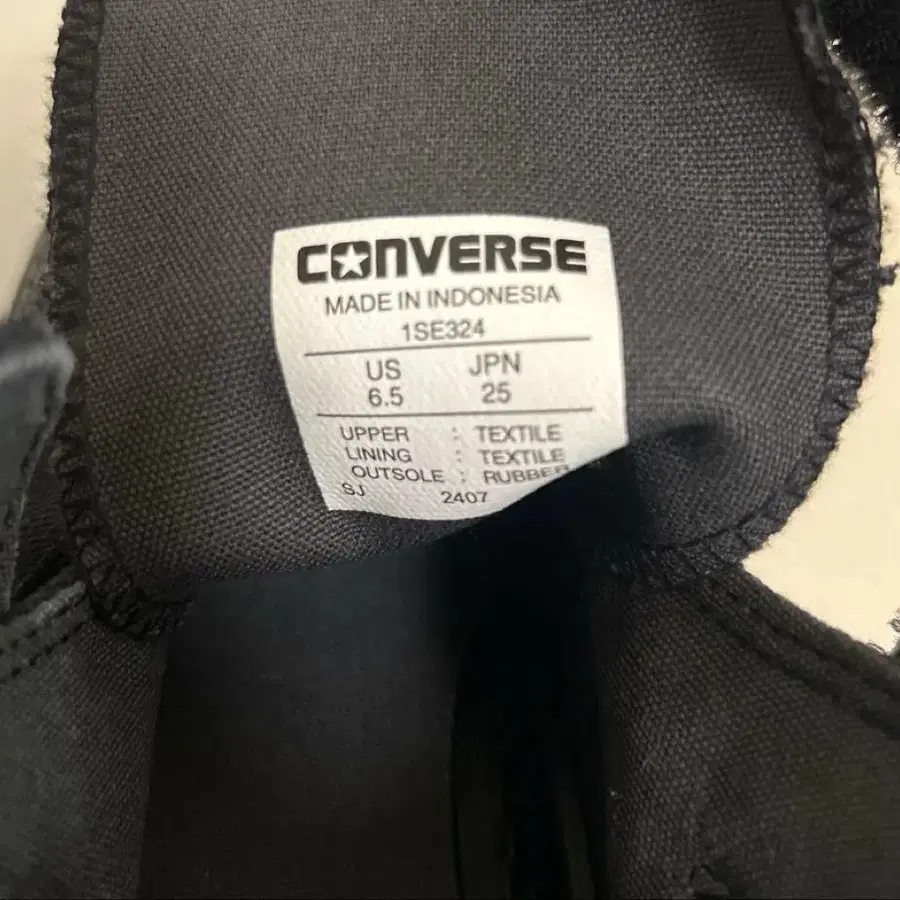 CONVERSE
MADE IN INDONESIA
1SE324
US JPN
6.5 25
UPPER : TEXTILE
LINING : TEXTILE
OUTSOLE : RUBBER
SJ 2407